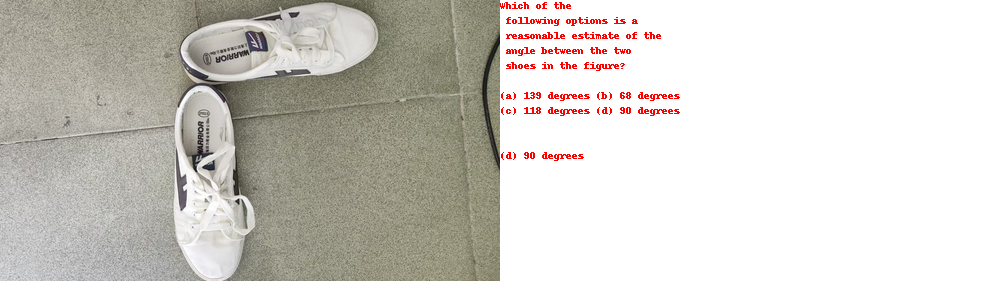 Which of the
following options is a
reasonable estimate of the
angle between the two
shoes in the figure?
(a) 139 degrees (b) 68 degrees
(c) 118 degrees (d) 90 degrees
(d) 90 degrees
WARRIOR
WARRIOR